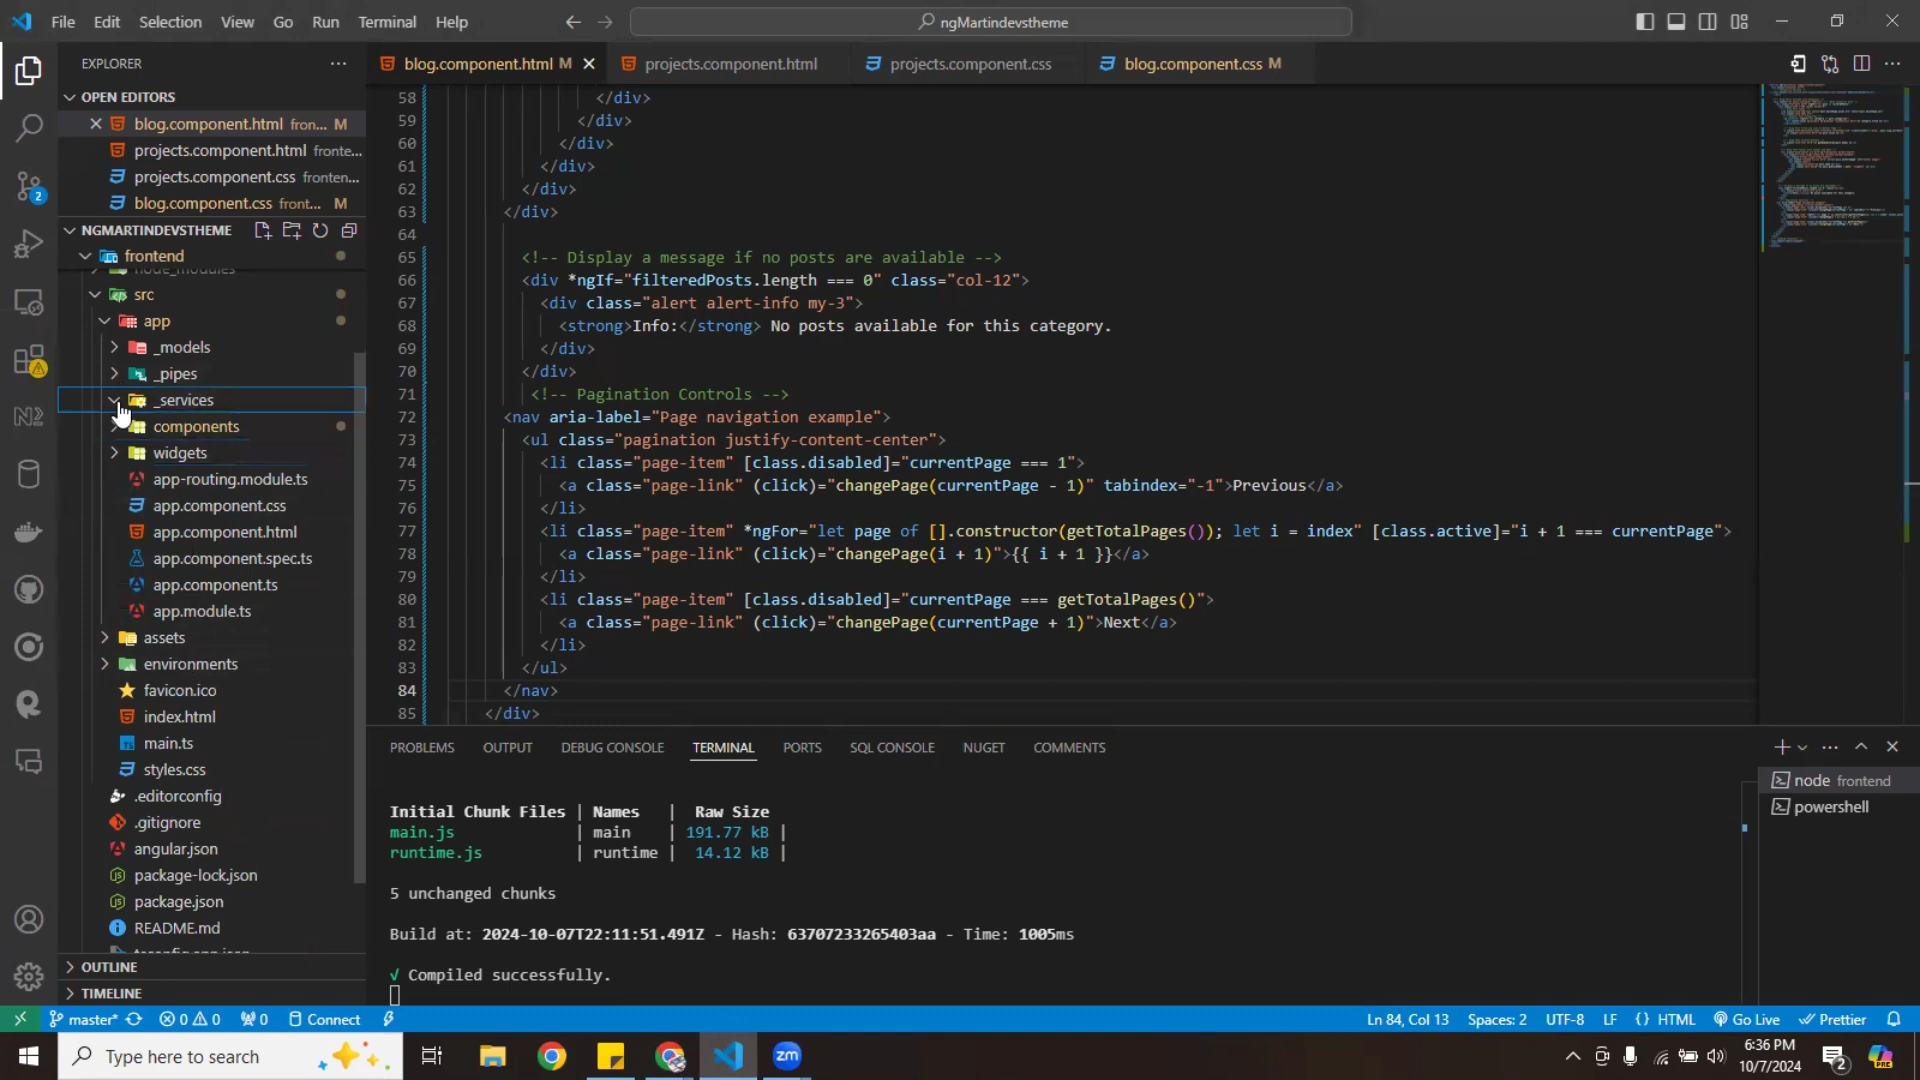 File Edit Selection View Go Run Terminal Help
ngMartindevstheme
EXPLORER
blog.component.html M
projects.component.html
projects.component.css
blog.component.css M
OPEN EDITORS
blog.component.html fron... M
projects.component.html fronte...
projects.component.css fronten...
blog.component.css front... M
NGMARTINDEVSTHEME
frontend
node_modules
src
app
_models
_pipes
_services
components
widgets
app-routing.module.ts
app.component.css
app.component.html
app.component.spec.ts
app.component.ts
app.module.ts
assets
environments
favicon.ico
index.html
main.ts
styles.css
.editorconfig
.gitignore
angular.json
package-lock.json
package.json
README.md
tsconfig.app.json
OUTLINE
TIMELINE
2
58 </div>
59 </div>
60 </div>
61 </div>
62 </div>
63 </div>
64
65 <!-- Display a message if no posts are available -->
66 <div *ngIf="filteredPosts.length === 0" class="col-12">
67 <div class="alert alert-info my-3">
68 <strong>Info:</strong> No posts available for this category.
69 </div>
70 </div>
71 <!-- Pagination Controls -->
72 <nav aria-label="Page navigation example">
73 <ul class="pagination justify-content-center">
74 <li class="page-item" [class.disabled]="currentPage === 1">
75 <a class="page-link" (click)="changePage(currentPage - 1)" tabindex="-1">Previous</a>
76 </li>
77 <li class="page-item" *ngFor="let page of [].constructor(getTotalPages()); let i = index" [class.active]="i + 1 === currentPage">
78 <a class="page-link" (click)="changePage(i + 1)">{{ i + 1 }}</a>
79 </li>
80 <li class="page-item" [class.disabled]="currentPage === getTotalPages()">
81 <a class="page-link" (click)="changePage(currentPage + 1)">Next</a>
82 </li>
83 </ul>
84 </nav>
85 </div>
PROBLEMS OUTPUT DEBUG CONSOLE TERMINAL PORTS SQL CONSOLE NUGET COMMENTS
node frontend
powershell
Initial Chunk Files | Names | Raw Size
main.js | main | 191.77 kB |
runtime.js | runtime | 14.12 kB |
5 unchanged chunks
Build at: 2024-10-07T22:11:51.491Z - Hash: 63707233265403aa - Time: 1005ms
√ Compiled successfully.
master* 0 0 0 Connect
Ln 84, Col 13 Spaces: 2 UTF-8 LF {} HTML Go Live Prettier
Type here to search
zm
6:36 PM
10/7/2024
2
PRE